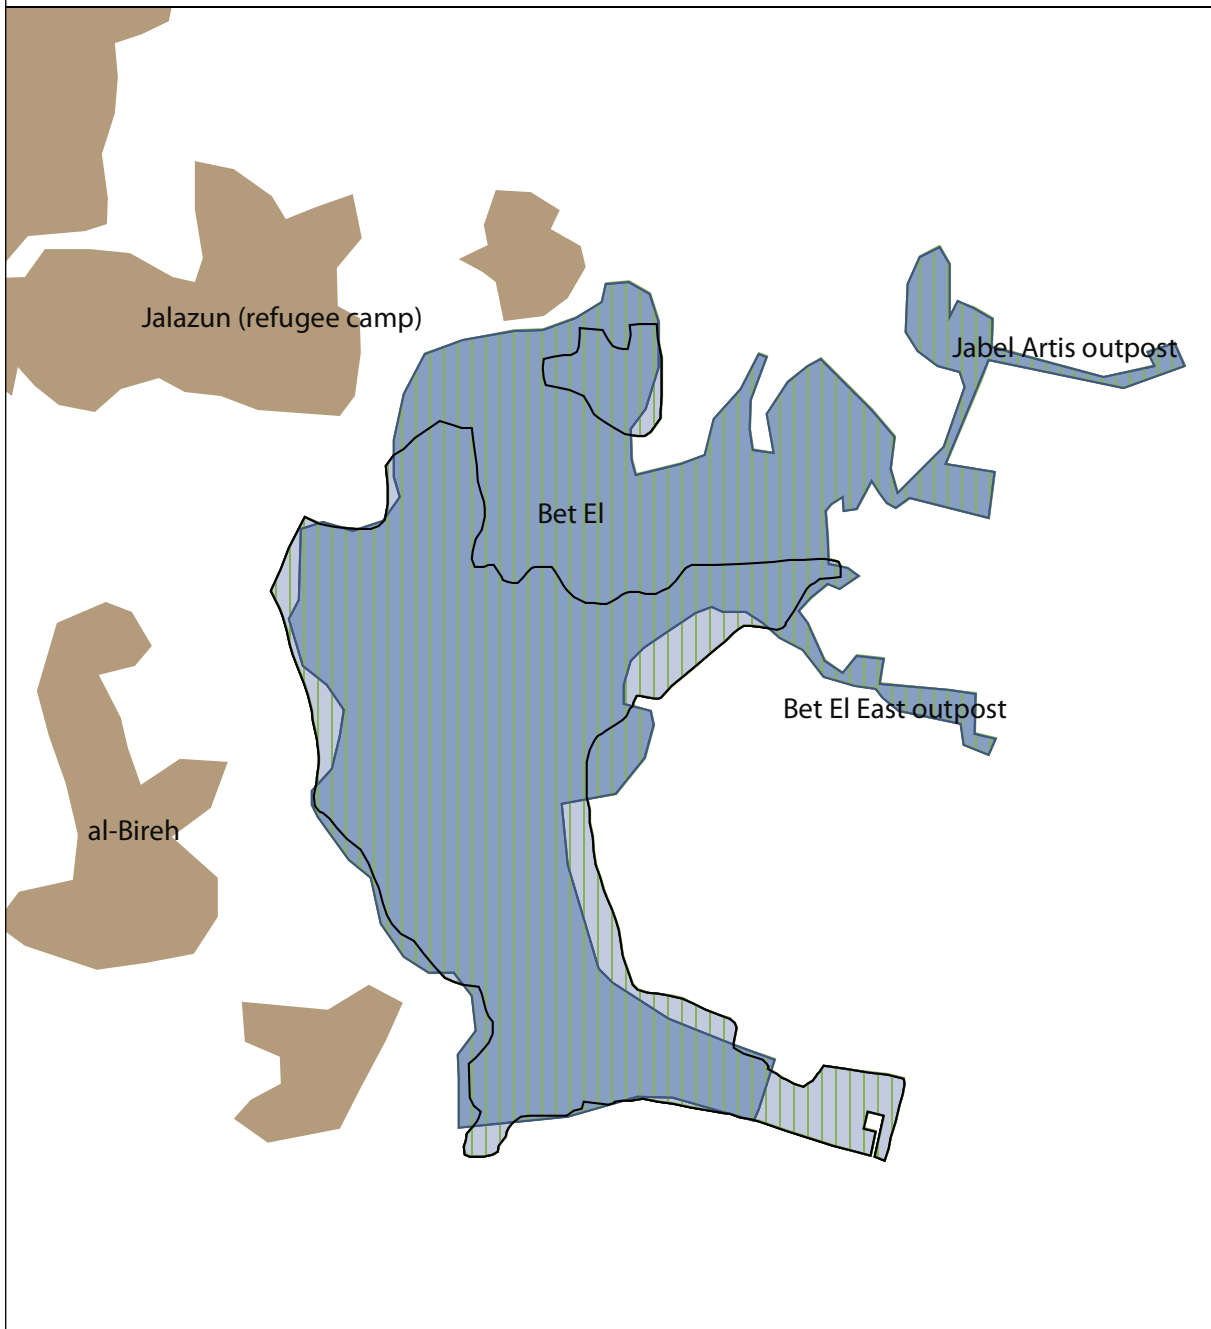 Jalazun (refugee camp)
Jabel Artis outpost
Bet El
Bet El East outpost
al-Bireh